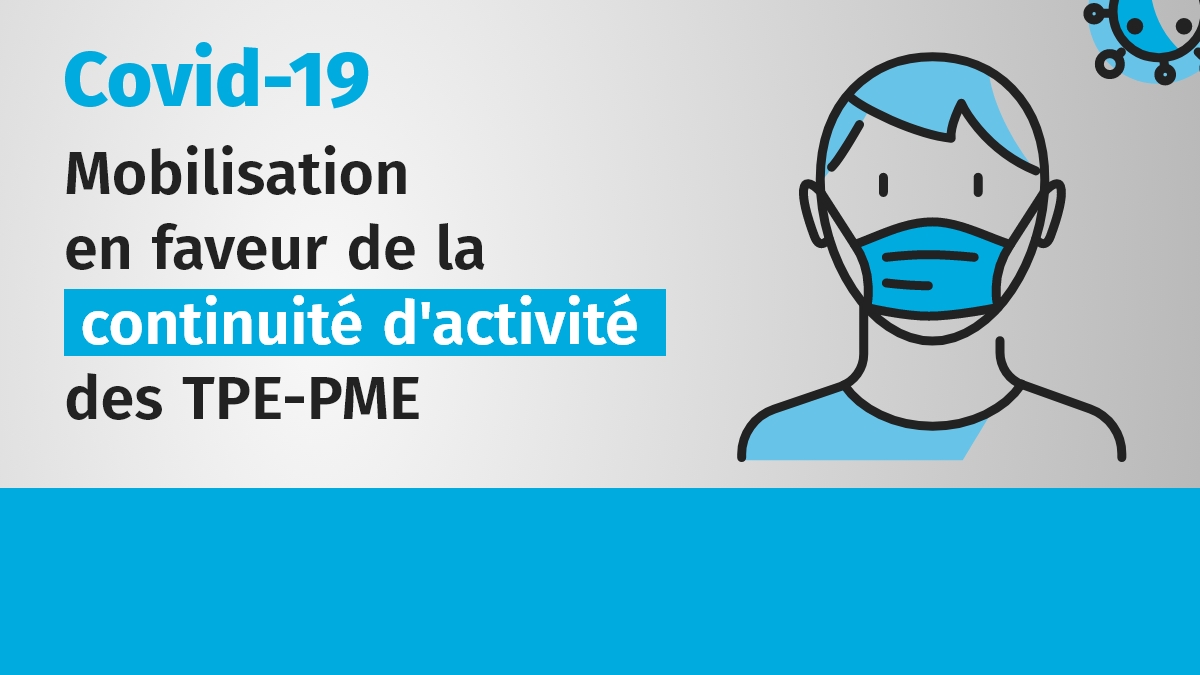 Covid-19
Mobilisation
en faveur de la
continuité d'activité
des TPE-PME